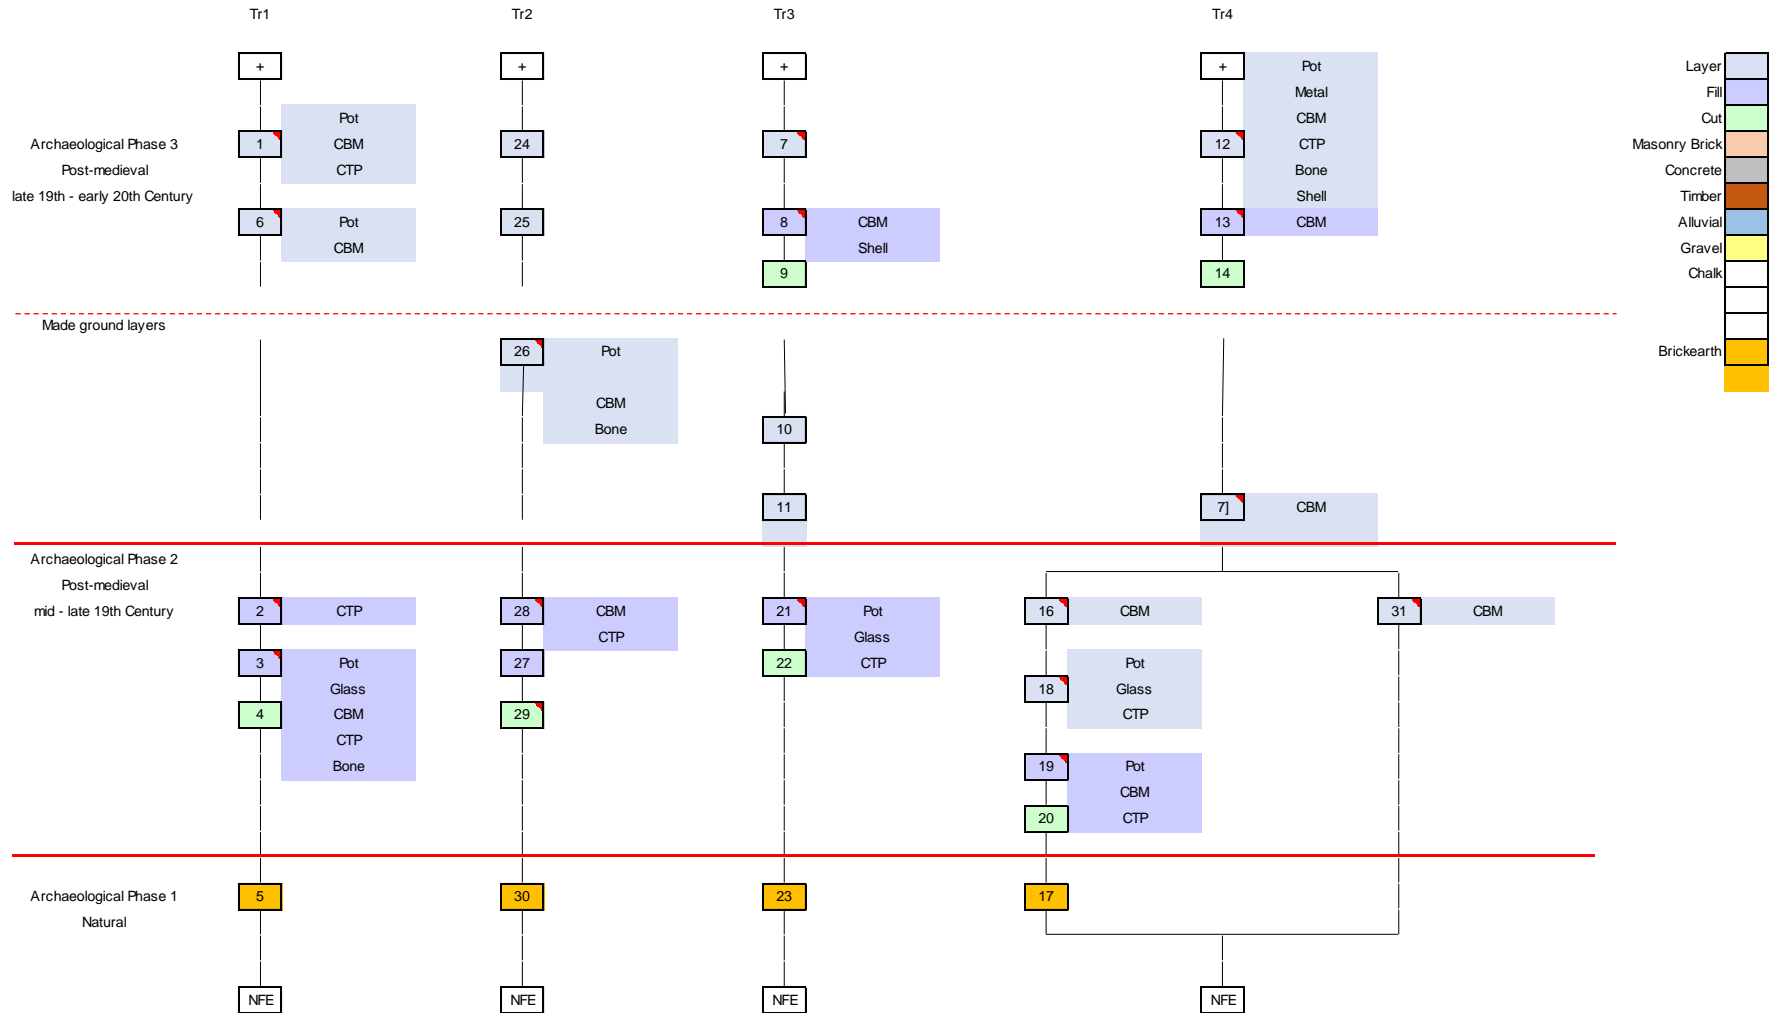 Tr1 Tr2 Tr3 Tr4
+ + + + Pot Layer
Metal Fill
Pot CBM Cut
Archaeological Phase 3 1 CBM 24 7 12 CTP Masonry Brick
Post-medieval CTP Bone Concrete
late 19th - early 20th Century Shell Timber
6 Pot 25 8 CBM 13 CBM Alluvial
CBM Shell Gravel
9 14 Chalk
Made ground layers
26 Pot Brickearth
CBM
10
Bone
11 7] CBM
Archaeological Phase 2
Post-medieval
mid - late 19th Century 2 CTP 28 CBM 21 Pot 16 CBM 31 CBM
CTP Glass
3 Pot 27 22 CTP Pot
Glass 18 Glass
4 CBM 29 CTP
CTP
Bone 19 Pot
CBM
20 CTP
Archaeological Phase 1 5 30 23 17
Natural
NFE NFE NFE NFE